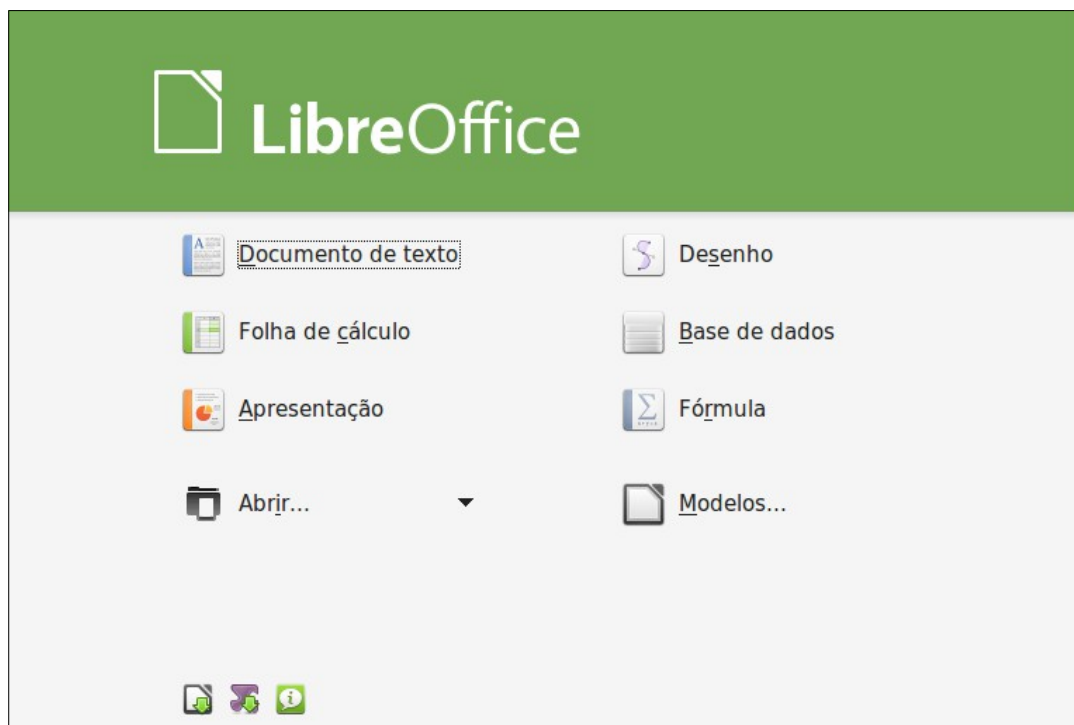 LibreOffice
Documento de texto
Desenho
Folha de cálculo
Base de dados
Apresentação
Fórmula
Abrir...
Modelos...